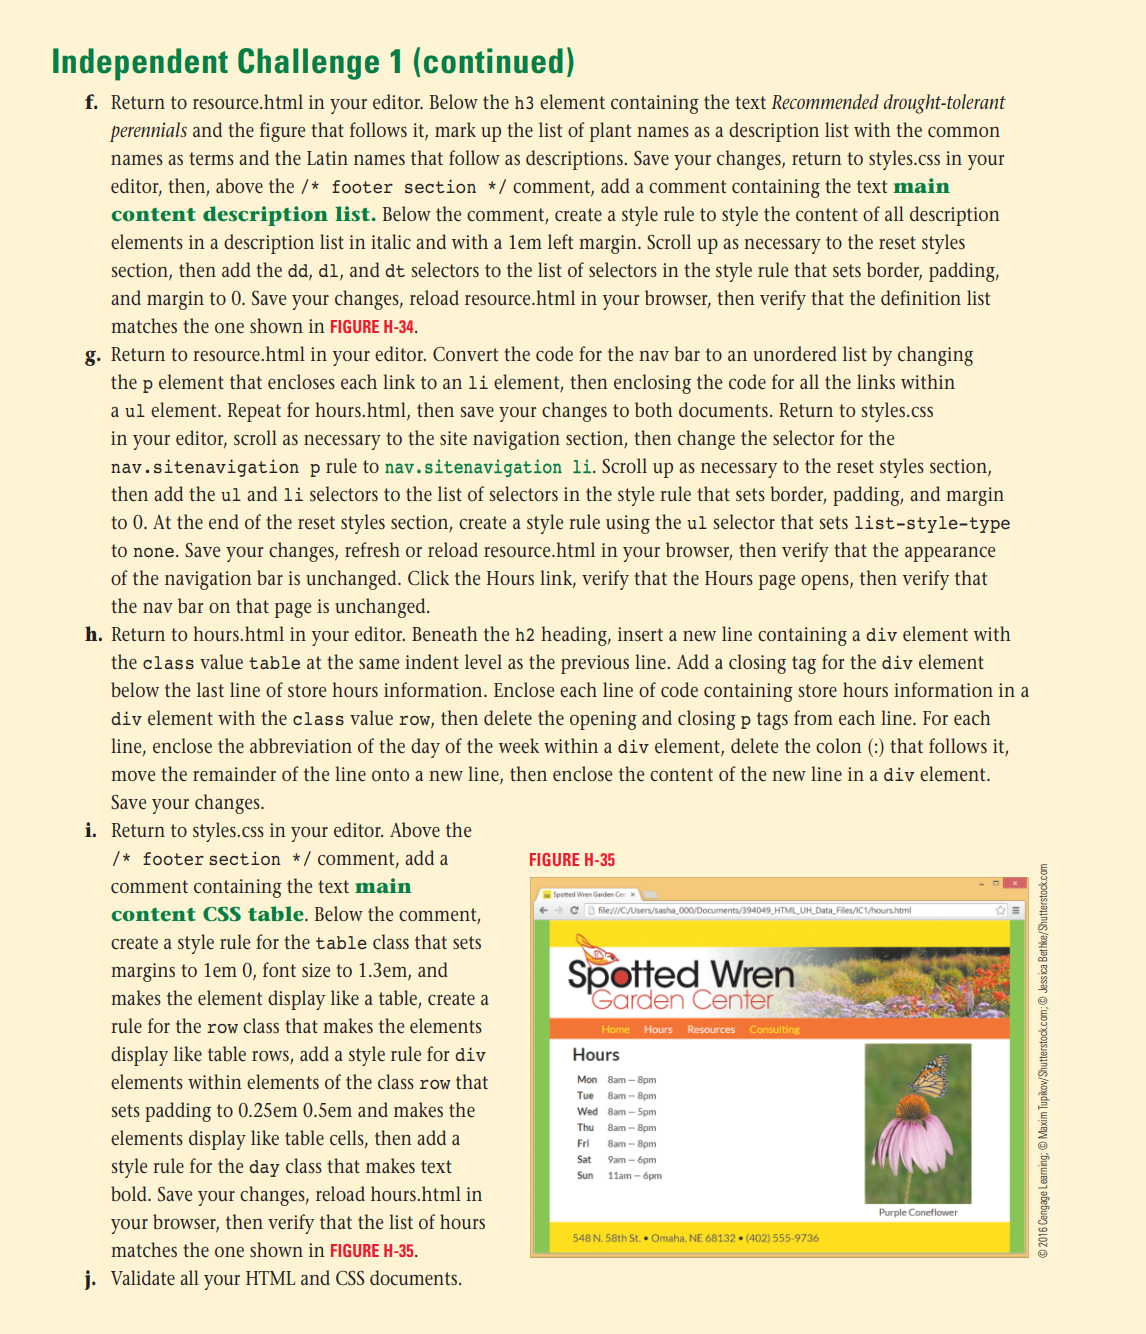 Independent Challenge 1 (continued)
f. Return to resource.html in your editor. Below the h3 element containing the text Recommended drought-tolerant
perennials and the figure that follows it, mark up the list of plant names as a description list with the common
names as terms and the Latin names that follow as descriptions. Save your changes, return to styles.css in your
editor, then, above the /* footer section */ comment, add a comment containing the text main
content description list. Below the comment, create a style rule to style the content of all description
elements in a description list in italic and with a 1em left margin. Scroll up as necessary to the reset styles
section, then add the dd, dl, and dt selectors to the list of selectors in the style rule that sets border, padding,
and margin to 0. Save your changes, reload resource.html in your browser, then verify that the definition list
matches the one shown in FIGURE H-34.
g. Return to resource.html in your editor. Convert the code for the nav bar to an unordered list by changing
the p element that encloses each link to an li element, then enclosing the code for all the links within
a ul element. Repeat for hours.html, then save your changes to both documents. Return to styles.css
in your editor, scroll as necessary to the site navigation section, then change the selector for the
nav.sitenavigation p rule to nav.sitenavigation li. Scroll up as necessary to the reset styles section,
then add the ul and li selectors to the list of selectors in the style rule that sets border, padding, and margin
to 0. At the end of the reset styles section, create a style rule using the ul selector that sets list-style-type
to none. Save your changes, refresh or reload resource.html in your browser, then verify that the appearance
of the navigation bar is unchanged. Click the Hours link, verify that the Hours page opens, then verify that
the nav bar on that page is unchanged.
h. Return to hours.html in your editor. Beneath the h2 heading, insert a new line containing a div element with
the class value table at the same indent level as the previous line. Add a closing tag for the div element
below the last line of store hours information. Enclose each line of code containing store hours information in a
div element with the class value row, then delete the opening and closing p tags from each line. For each
line, enclose the abbreviation of the day of the week within a div element, delete the colon (:) that follows it,
move the remainder of the line onto a new line, then enclose the content of the new line in a div element.
Save your changes.
i. Return to styles.css in your editor. Above the
/* footer section */ comment, add a
comment containing the text main
content CSS table. Below the comment,
create a style rule for the table class that sets
margins to 1em 0, font size to 1.3em, and
makes the element display like a table, create a
rule for the row class that makes the elements
display like table rows, add a style rule for div
elements within elements of the class row that
sets padding to 0.25em 0.5em and makes the
elements display like table cells, then add a
style rule for the day class that makes text
bold. Save your changes, reload hours.html in
your browser, then verify that the list of hours
matches the one shown in FIGURE H-35.
j. Validate all your HTML and CSS documents.
FIGURE H-35
Spotted Wren Garden Cen
file:///C:/Users/sasha_000/Documents/394049_HTML_UH_Data_Files/IC1/hours.html
Spotted Wren
Garden Center
Home Hours Resources Consulting
Hours
Mon 8am – 8pm
Tue 8am – 8pm
Wed 8am – 5pm
Thu 8am – 8pm
Fri 8am – 8pm
Sat 9am – 6pm
Sun 11am – 6pm
Purple Coneflower
548 N. 58th St. • Omaha, NE 68132 • (402) 555-9736
© 2016 Cengage Learning; © Maxim Tupikov/Shutterstock.com; © Jessica Bethke/Shutterstock.com